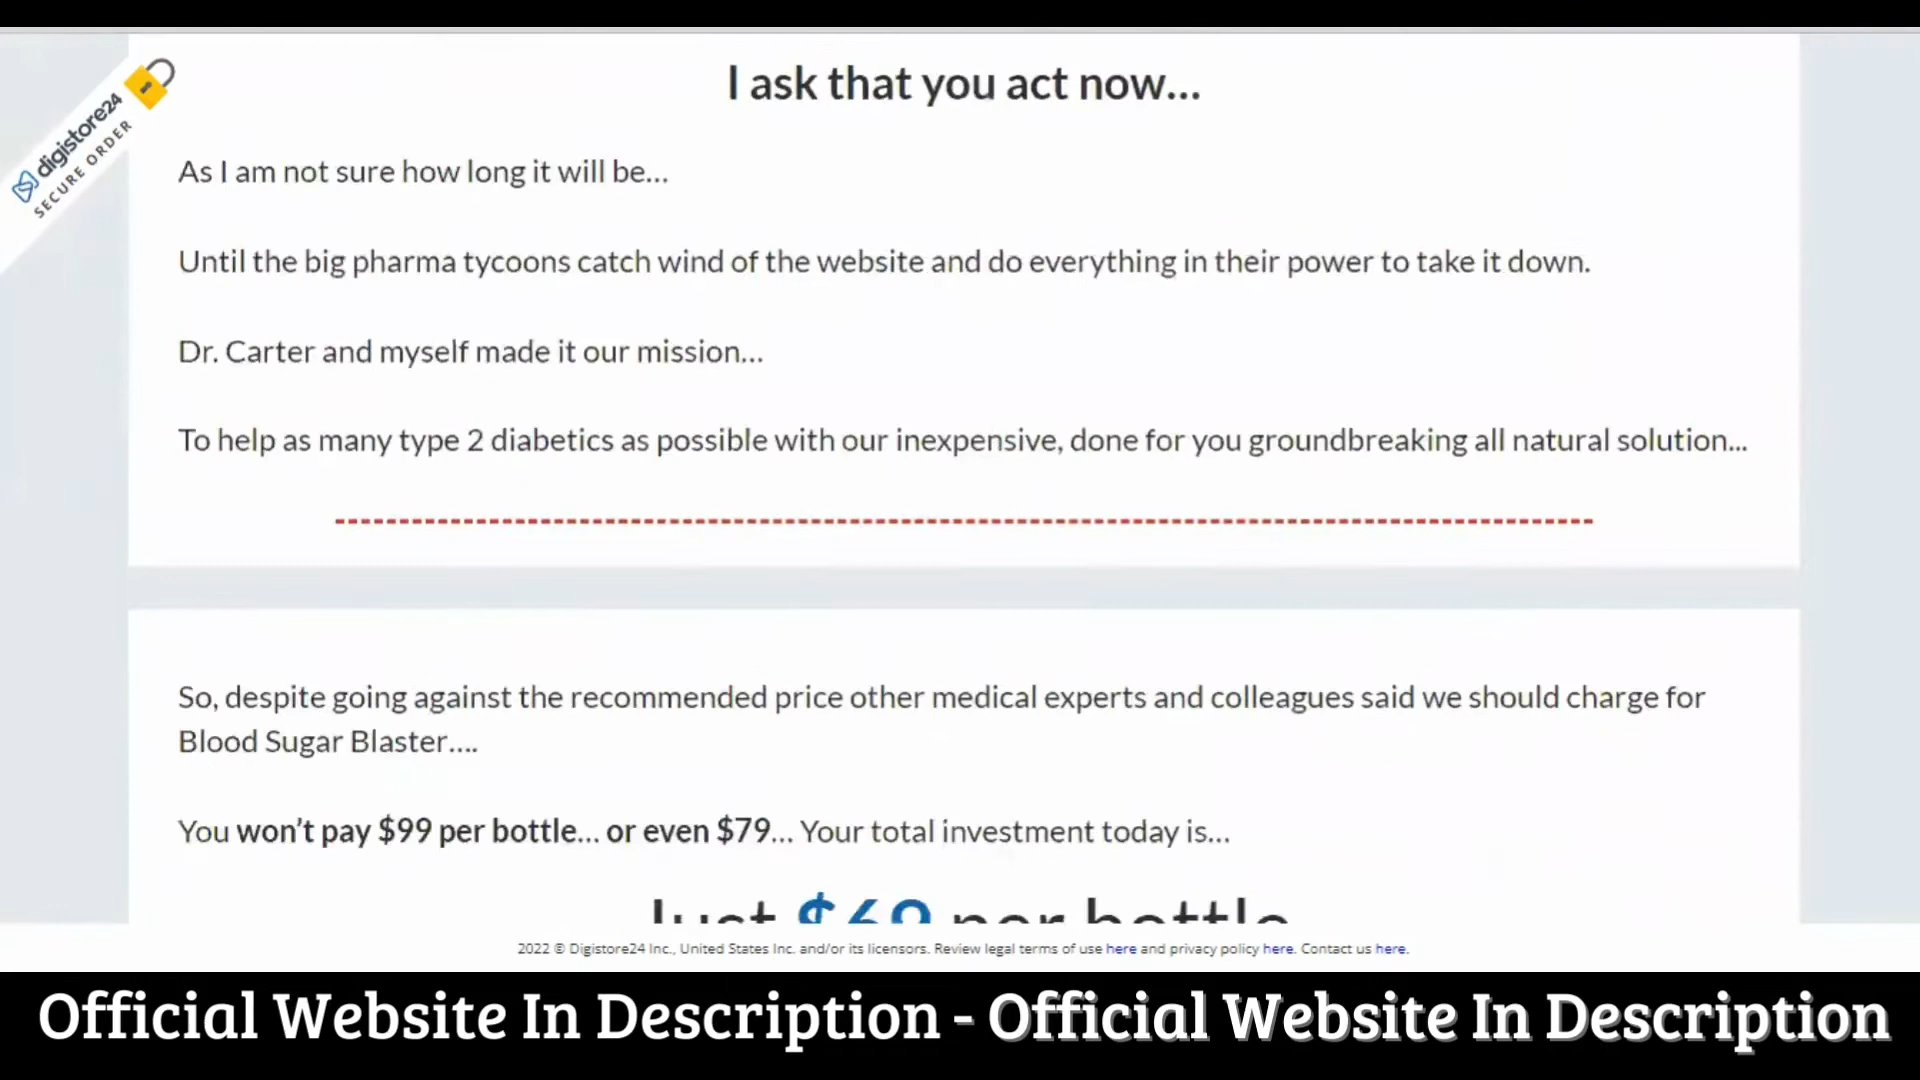 digistore24
SECURE ORDER
I ask that you act now...
As I am not sure how long it will be...
Until the big pharma tycoons catch wind of the website and do everything in their power to take it down.
Dr. Carter and myself made it our mission...
To help as many type 2 diabetics as possible with our inexpensive, done for you groundbreaking all natural solution...
So, despite going against the recommended price other medical experts and colleagues said we should charge for
Blood Sugar Blaster....
You won't pay $99 per bottle... or even $79... Your total investment today is...
Just $69 per bottle
2022 © Digistore24 Inc., United States Inc. and/or its licensors. Review legal terms of use here and privacy policy here. Contact us here.
Official Website In Description - Official Website In Description